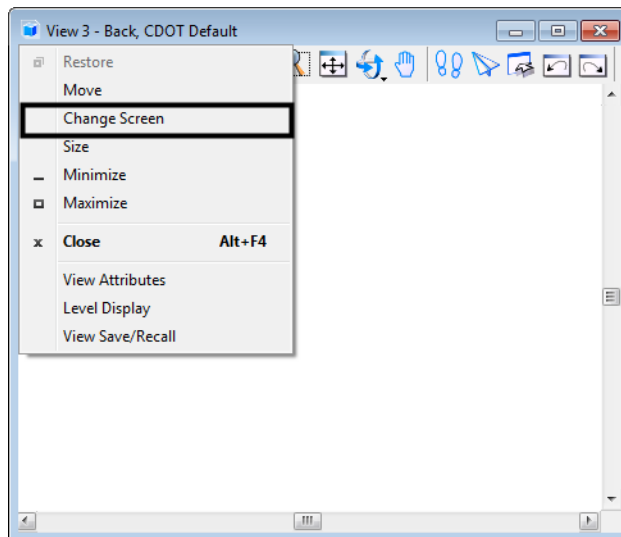 View 3 - Back, CDOT Default
Restore
Move
Change Screen
Size
Minimize
Maximize
Close Alt+F4
View Attributes
Level Display
View Save/Recall